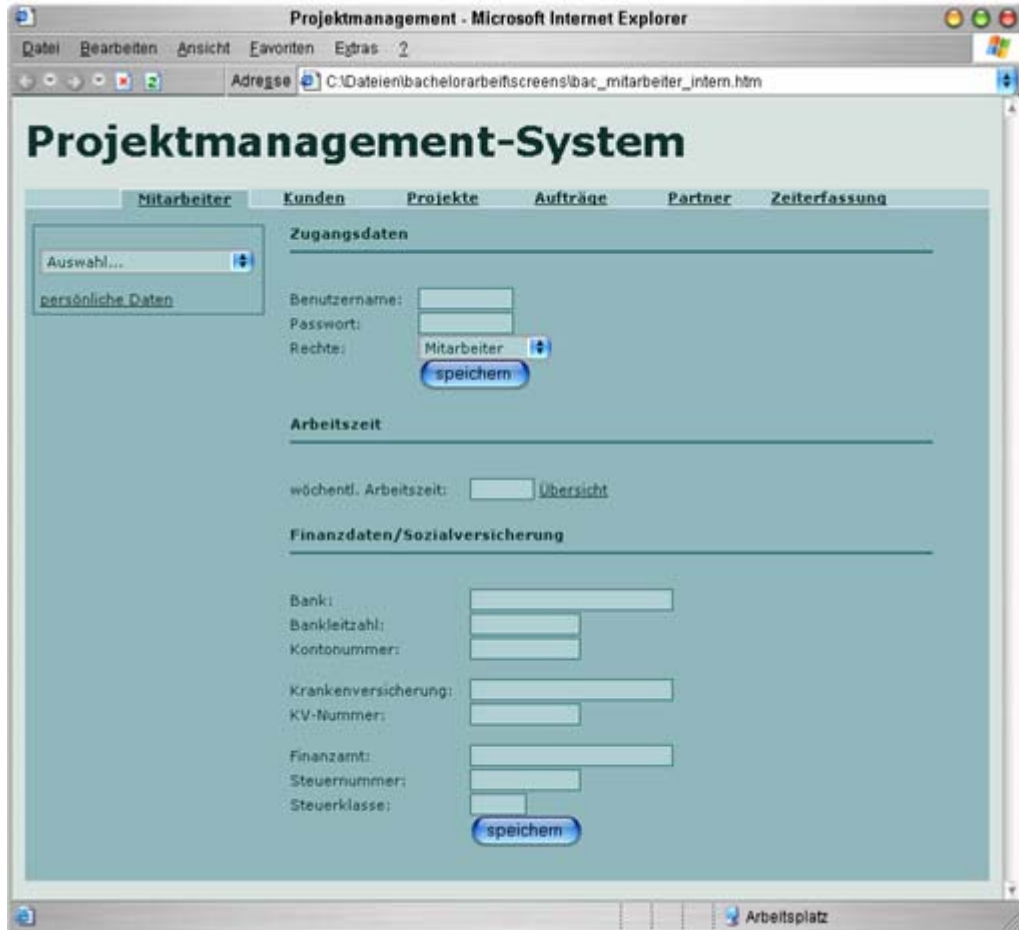 Projektmanagement - Microsoft Internet Explorer
Datei Bearbeiten Ansicht Favoriten Extras ?
Adresse C:\Dateien\bachelorarbeit\screens\bac_mitarbeiter_intern.htm
Projektmanagement-System
Mitarbeiter Kunden Projekte Aufträge Partner Zeiterfassung
Auswahl...
persönliche Daten
Zugangsdaten
Benutzername:
Passwort:
Rechte: Mitarbeiter
speichern
Arbeitszeit
wöchentl. Arbeitszeit: Übersicht
Finanzdaten/Sozialversicherung
Bank:
Bankleitzahl:
Kontonummer:
Krankenversicherung:
KV-Nummer:
Finanzamt:
Steuernummer:
Steuerklasse:
speichern
Arbeitsplatz